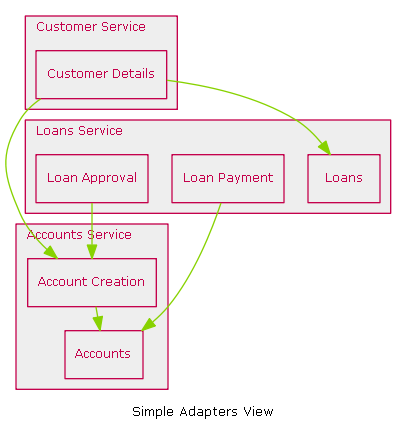 Customer Service
Customer Details
Loans Service
Loan Approval
Loan Payment
Loans
Accounts Service
Account Creation
Accounts
Simple Adapters View